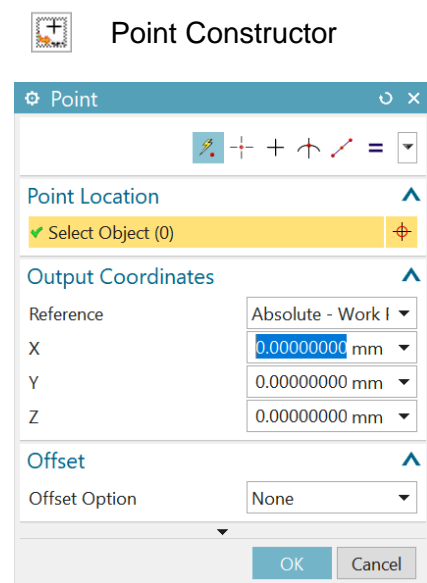 Point Constructor
Point
Point Location
Select Object (0)
Output Coordinates
Reference Absolute - Work
X 0.00000000 mm
Y 0.00000000 mm
Z 0.00000000 mm
Offset
Offset Option None
OK Cancel